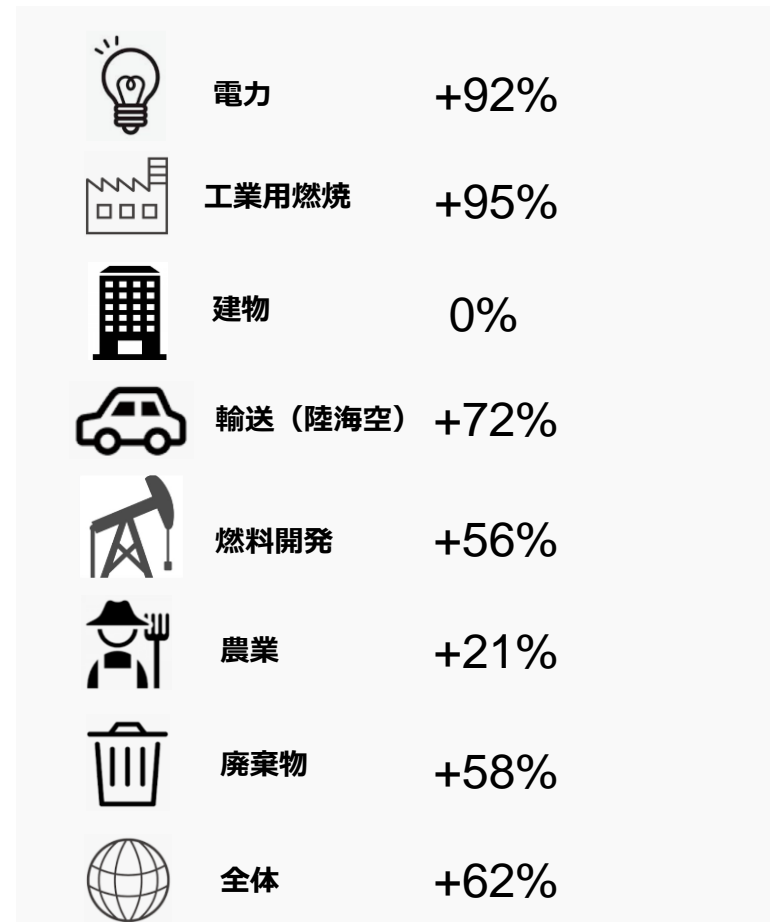 電力 +92%
工業用燃焼 +95%
建物 0%
輸送（陸海空） +72%
燃料開発 +56%
農業 +21%
廃棄物 +58%
全体 +62%